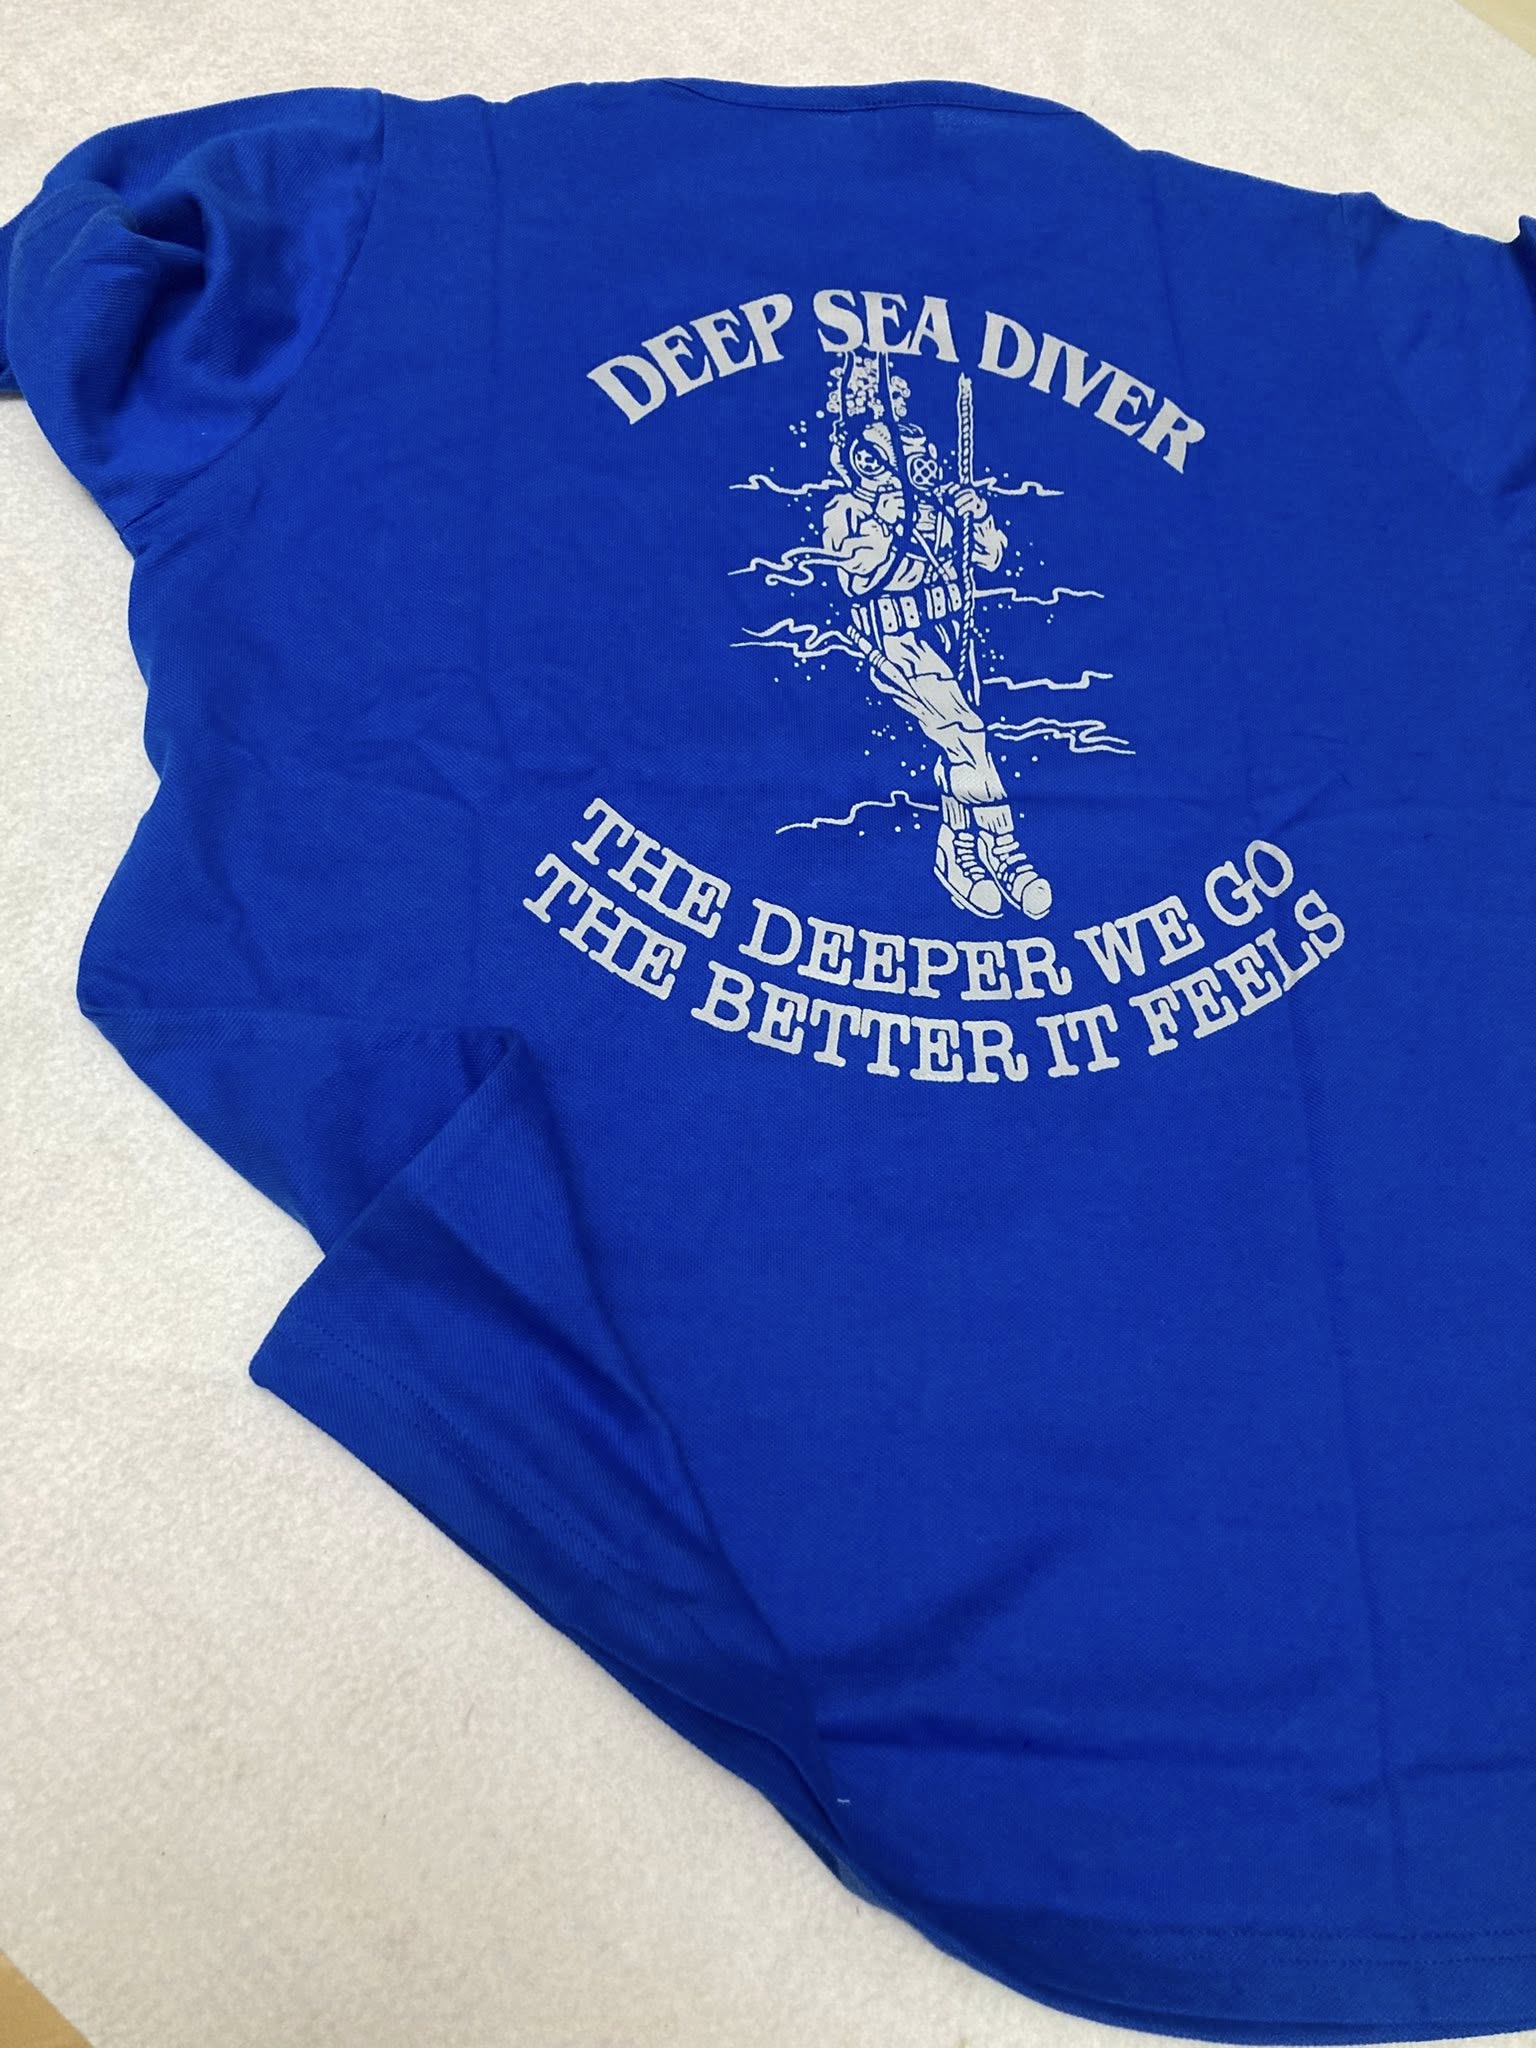 DEEP SEA DIVER
THE DEEPER WE GO
THE BETTER IT FEELS